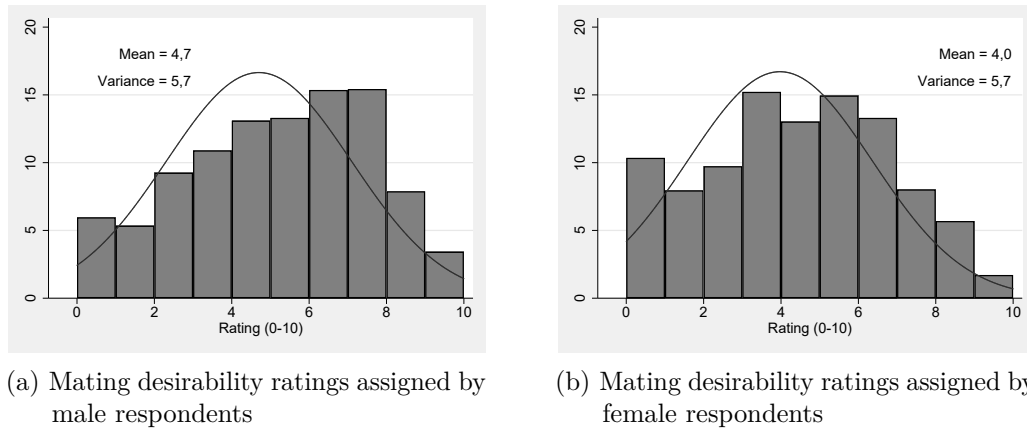 20
15
10
5
0
Mean = 4,7
Variance = 5,7
0 2 4 6 8 10
Rating (0-10)
(a) Mating desirability ratings assigned by
male respondents
20
15
10
5
0
Mean = 4,0
Variance = 5,7
0 2 4 6 8 10
Rating (0-10)
(b) Mating desirability ratings assigned by
female respondents